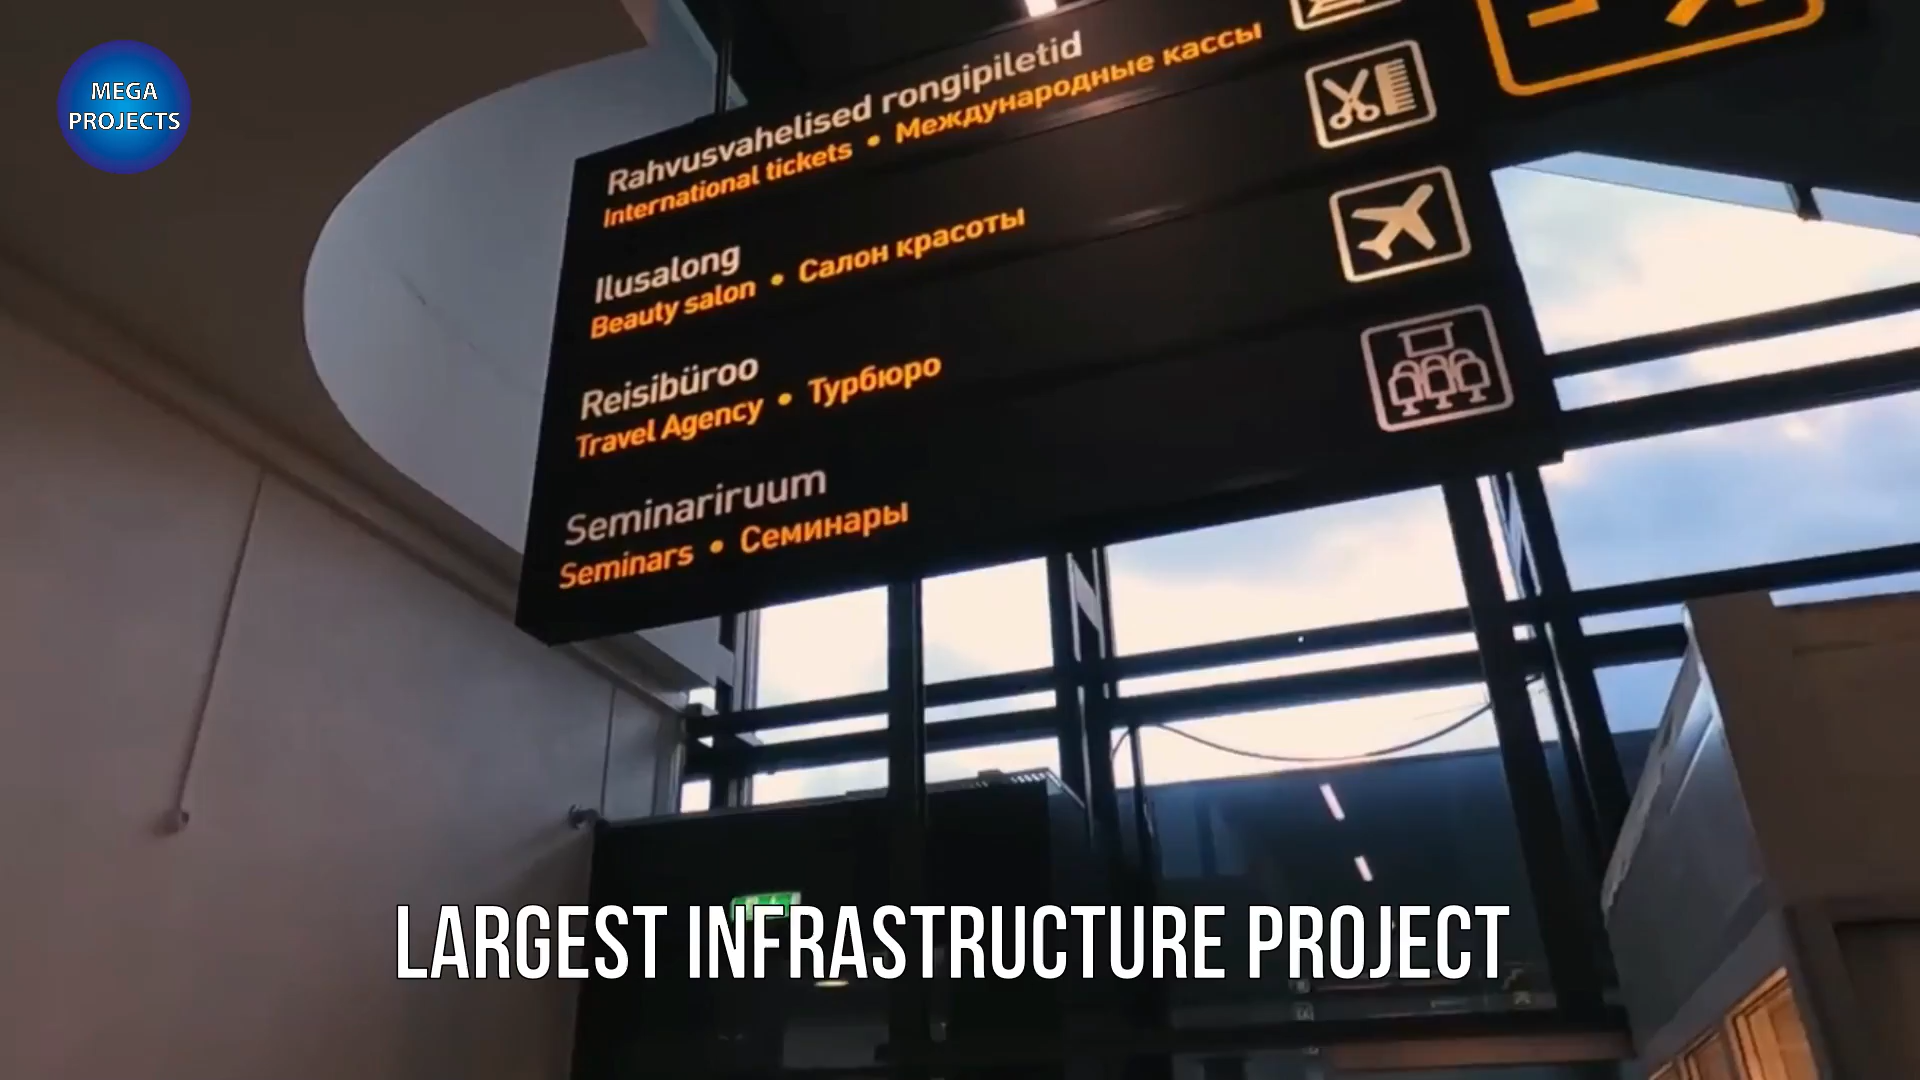 MEGA
PROJECTS
Rahvusvahelised rongipiletid
International tickets • Международные кассы
Ilusalong
Beauty salon • Салон красоты
Reisibüroo
Travel Agency • Турбюро
Seminariruum
Seminars • Семинары
LARGEST INFRASTRUCTURE PROJECT